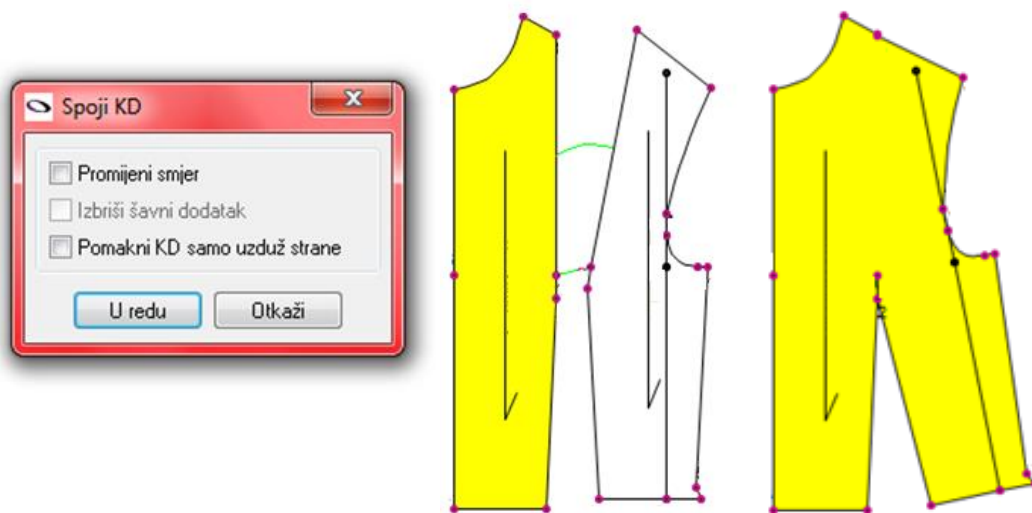 Spoji KD
Promijeni smjer
Izbriši šavni dodatak
Pomakni KD samo uzduž strane
U redu
Otkaži